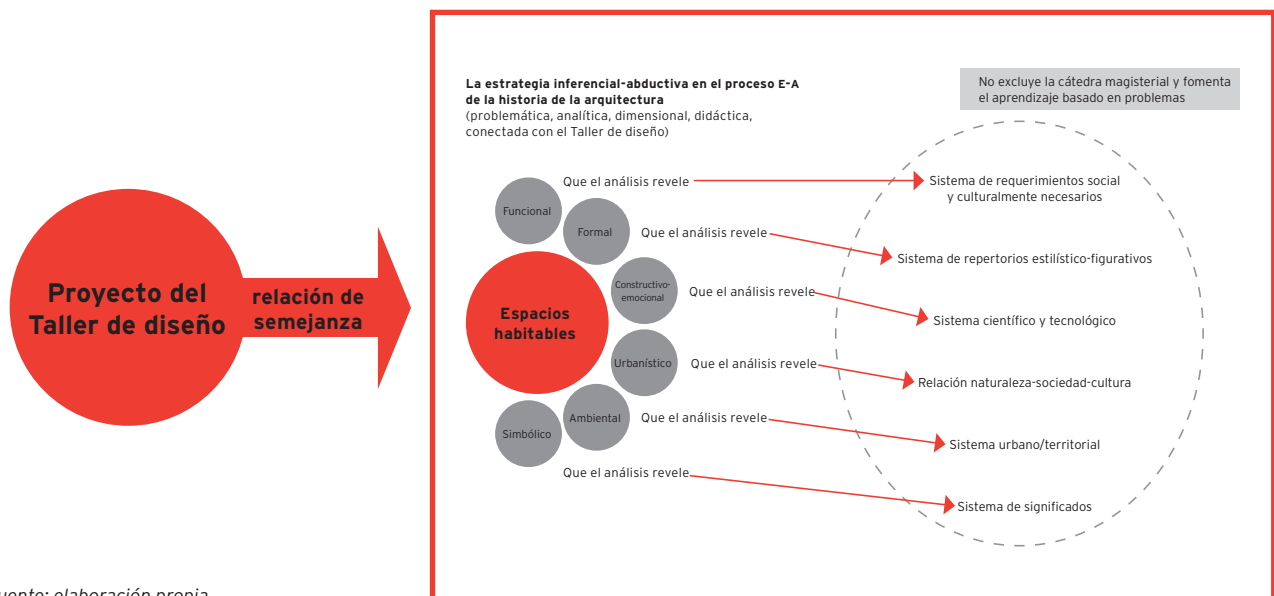 La estrategia inferencial-abductiva en el proceso E-A
de la historia de la arquitectura
(problemática, analítica, dimensional, didáctica,
conectada con el Taller de diseño)
No excluye la cátedra magisterial y fomenta
el aprendizaje basado en problemas
Proyecto del
Taller de diseño
relación de
semejanza
Espacios
habitables
Funcional
Que el análisis revele
Sistema de requerimientos social
y culturalmente necesarios
Formal
Que el análisis revele
Sistema de repertorios estilístico-figurativos
Constructivo-
emocional
Que el análisis revele
Sistema científico y tecnológico
Urbanístico
Que el análisis revele
Relación naturaleza-sociedad-cultura
Ambiental
Que el análisis revele
Sistema urbano/territorial
Simbólico
Que el análisis revele
Sistema de significados
uente: elaboración propia